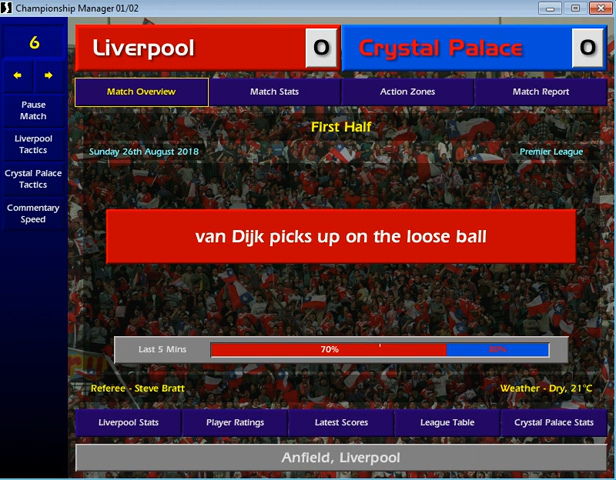 Championship Manager 01/02
6
Liverpool 0 Crystal Palace 0
Match Overview Match Stats Action Zones Match Report
Pause
Match
Liverpool
Tactics
Crystal Palace
Tactics
Commentary
Speed
First Half
Sunday 26th August 2018 Premier League
van Dijk picks up on the loose ball
Last 5 Mins 70% 30%
Referee - Steve Bratt Weather - Dry, 21°C
Liverpool Stats Player Ratings Latest Scores League Table Crystal Palace Stats
Anfield, Liverpool